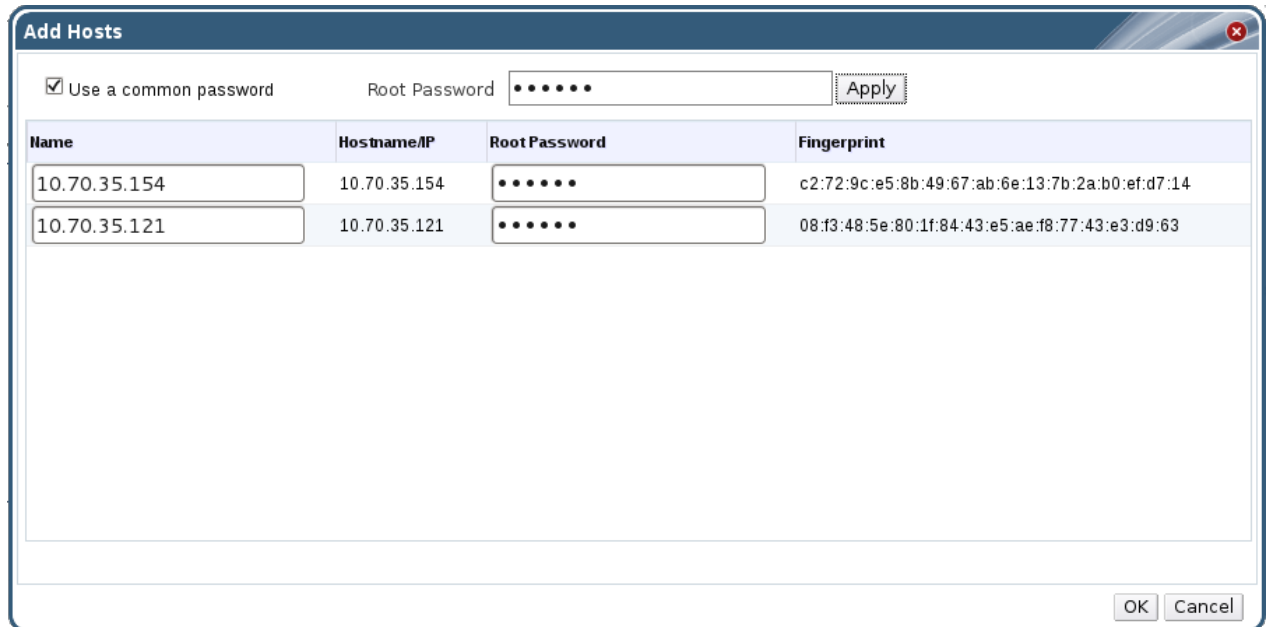 Add Hosts
Use a common password Root Password •••••• Apply
Name Hostname/IP Root Password Fingerprint
10.70.35.154 10.70.35.154 •••••• c2:72:9c:e5:8b:49:67:ab:6e:13:7b:2a:b0:ef:d7:14
10.70.35.121 10.70.35.121 •••••• 08:f3:48:5e:80:1f:84:43:e5:ae:f8:77:43:e3:d9:63
OK Cancel